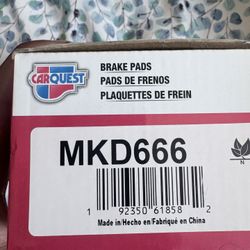 CARQUEST
BRAKE PADS
PADS DE FRENOS
PLAQUETTES DE FREIN
MKD666
1 92350 61858 2
Made in/Hecho en/Fabriqué en China
N